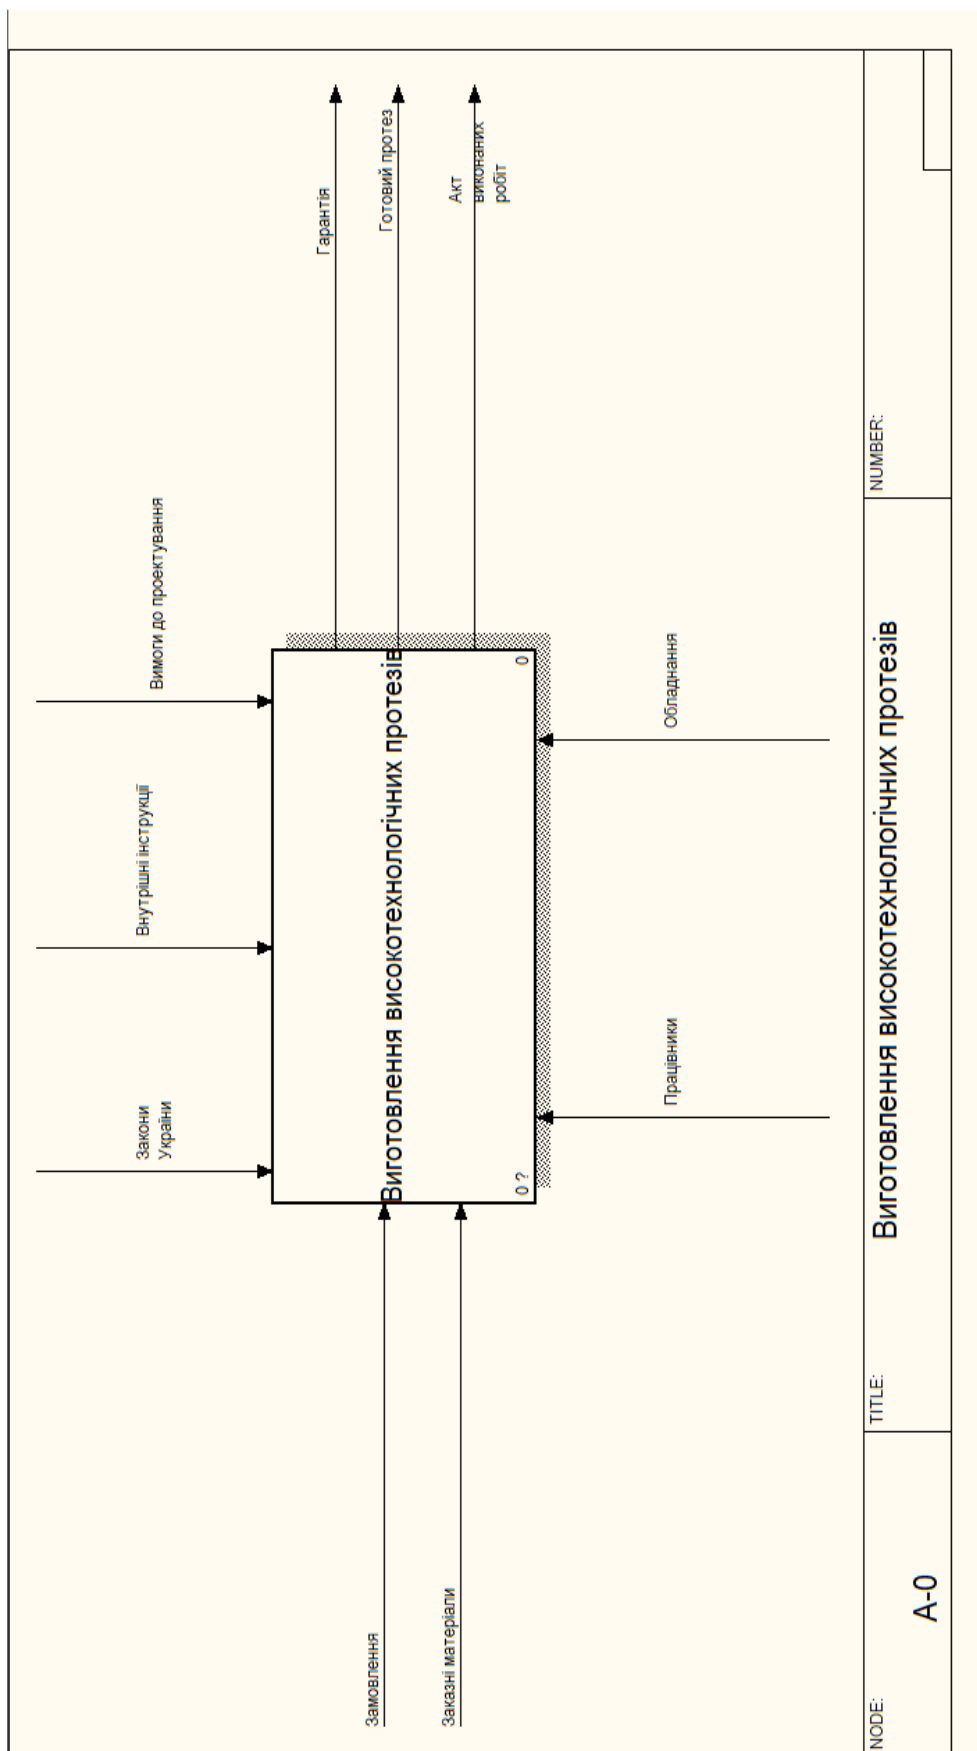 Закони
України
Внутрішні інструкції
Вимоги до проектування
Гарантія
Готовий протез
Акт
виконаних
робіт
Замовлення
Заказні матеріали
Виготовлення високотехнологічних протезів
0 ?
0
Працівники
Обладнання
NODE:
A-0
TITLE:
Виготовлення високотехнологічних протезів
NUMBER: